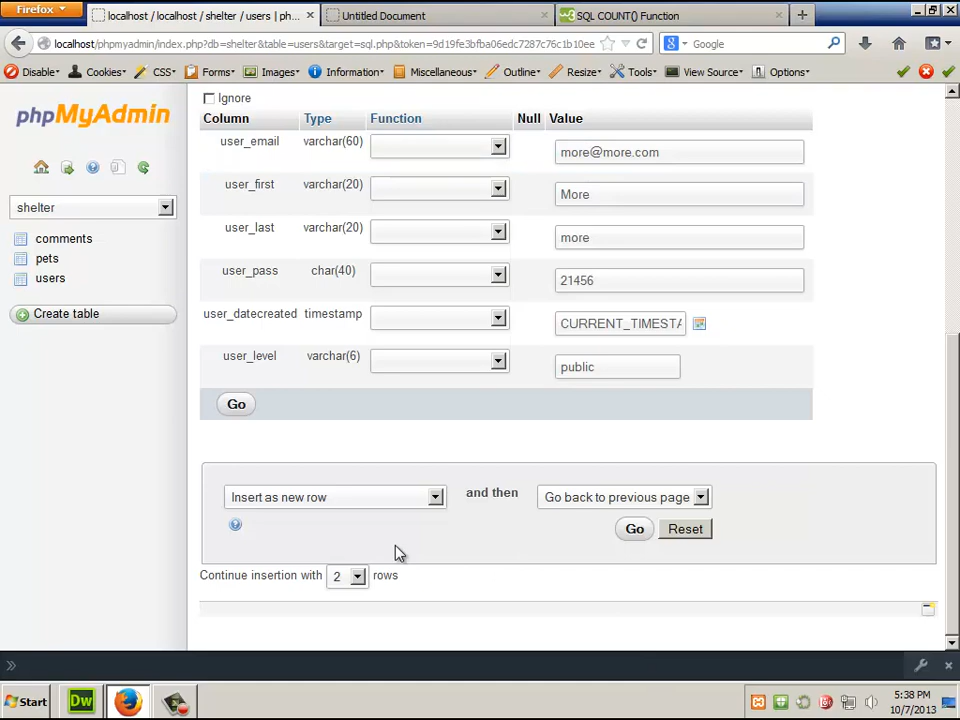 Firefox
localhost / localhost / shelter / users | ph...
Untitled Document
SQL COUNT() Function
localhost/phpmyadmin/index.php?db=shelter&table=users&target=sql.php&token=9d19fe3bfba06edc7287c76c1b10ee
Google
Disable
Cookies
CSS
Forms
Images
Information
Miscellaneous
Outline
Resize
Tools
View Source
Options
phpMyAdmin
shelter
comments
pets
users
Create table
Ignore
Column Type Function Null Value
user_email varchar(60) more@more.com
user_first varchar(20) More
user_last varchar(20) more
user_pass char(40) 21456
user_datecreated timestamp CURRENT_TIMESTA
user_level varchar(6) public
Go
Insert as new row and then Go back to previous page
Go Reset
Continue insertion with 2 rows
Start
Dw
5:38 PM
10/7/2013